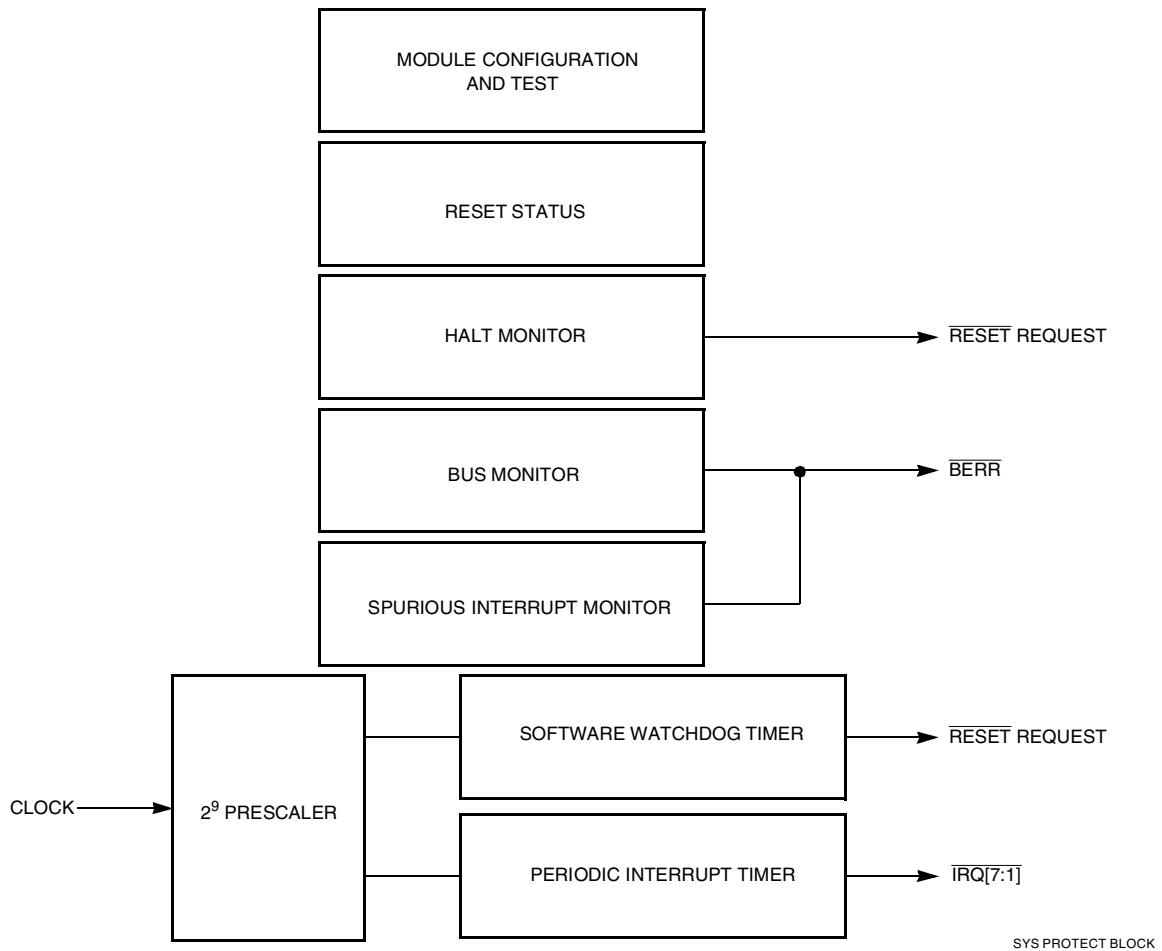 MODULE CONFIGURATION
AND TEST
RESET STATUS
HALT MONITOR
RESET REQUEST
BUS MONITOR
BERR
SPURIOUS INTERRUPT MONITOR
SOFTWARE WATCHDOG TIMER
RESET REQUEST
CLOCK
2⁹ PRESCALER
PERIODIC INTERRUPT TIMER
IRQ[7:1]
SYS PROTECT BLOCK